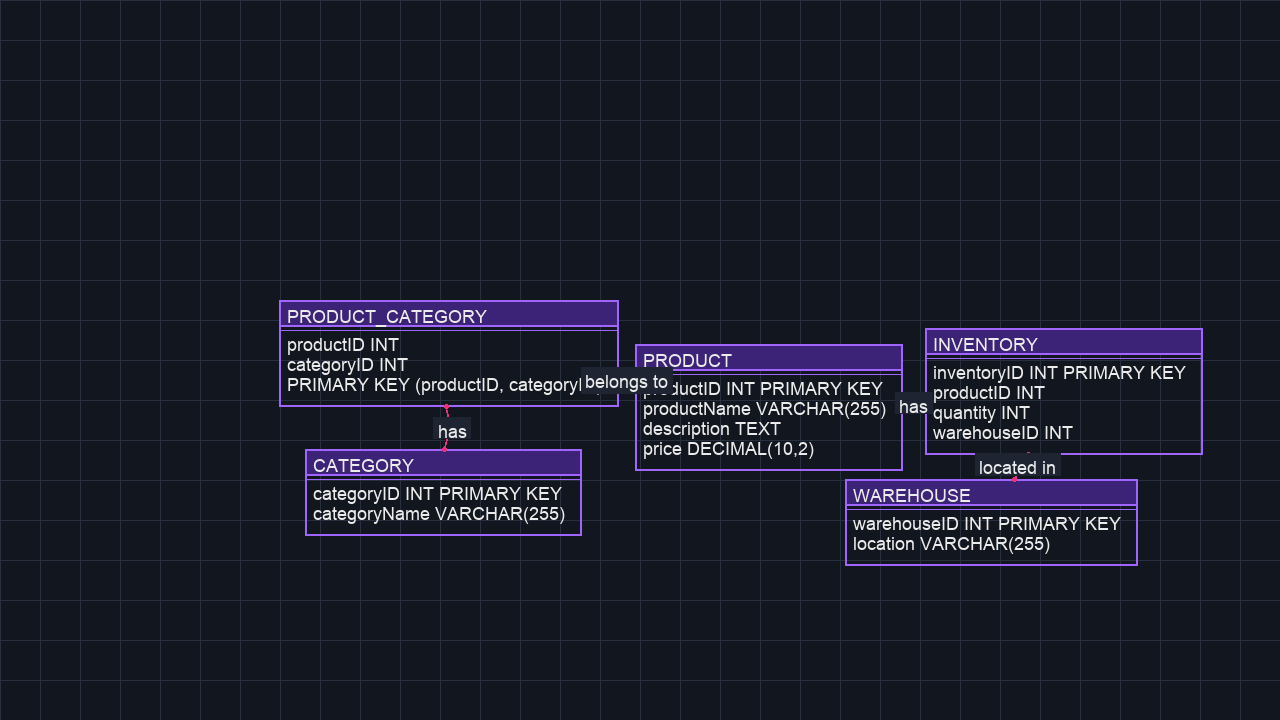 PRODUCT_CATEGORY
productID INT
categoryID INT
PRIMARY KEY (productID,
belongs to
has
CATEGORY
categoryID INT PRIMARY KEY
categoryName VARCHAR(255)
PRODUCT
productID INT PRIMARY KEY
productName VARCHAR(255)
description TEXT
price DECIMAL(10,2)
has
INVENTORY
inventoryID INT PRIMARY KEY
productID INT
quantity INT
warehouseID INT
located in
WAREHOUSE
warehouseID INT PRIMARY KEY
location VARCHAR(255)